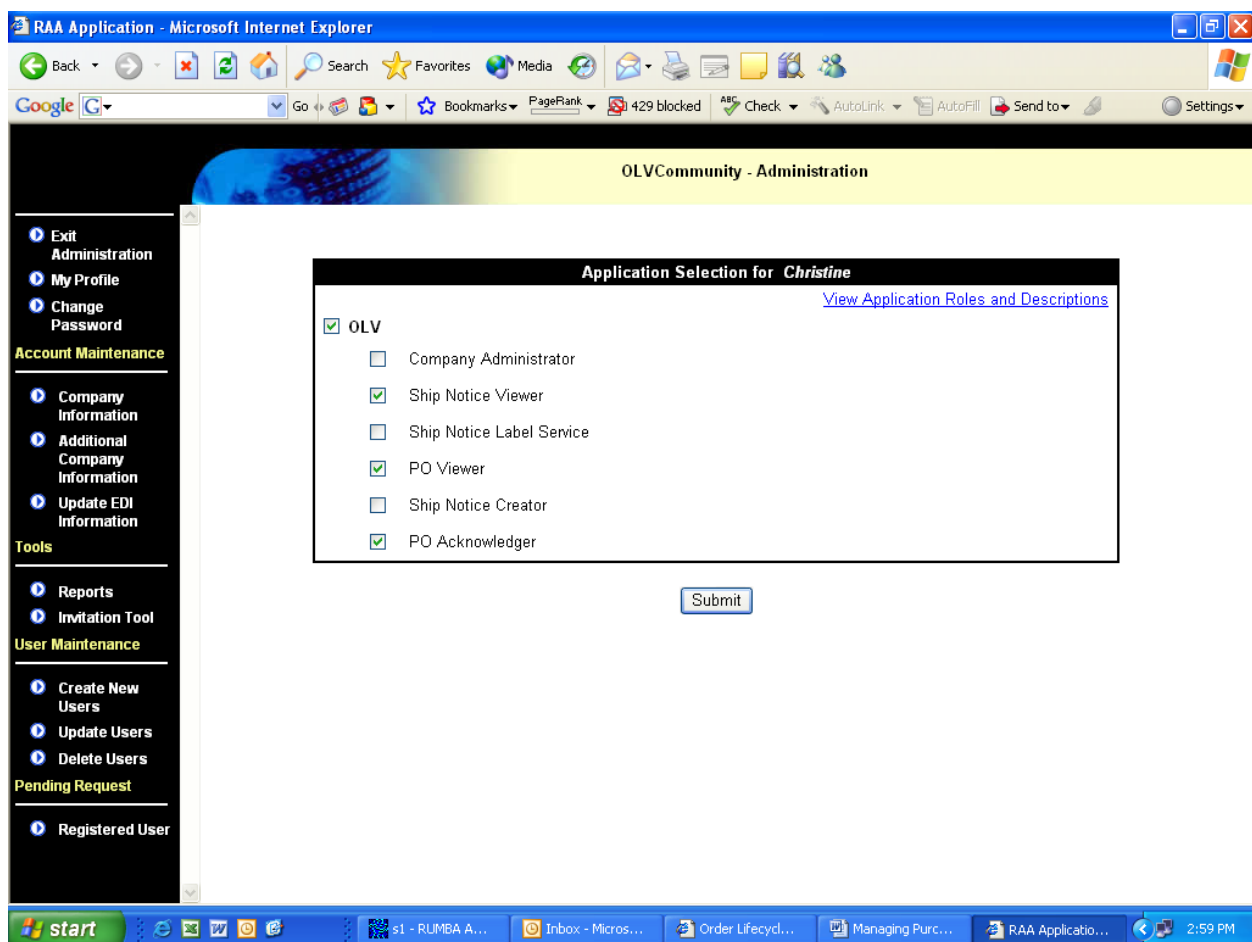 RAA Application - Microsoft Internet Explorer
Back Search Favorites Media
Google G Go Bookmarks PageRank 429 blocked ABC Check AutoLink AutoFill Send to Settings
OLVCommunity - Administration
Exit
Administration
My Profile
Change
Password
Account Maintenance
Company
Information
Additional
Company
Information
Update EDI
Information
Tools
Reports
Invitation Tool
User Maintenance
Create New
Users
Update Users
Delete Users
Pending Request
Registered User
Application Selection for Christine
View Application Roles and Descriptions
OLV
Company Administrator
Ship Notice Viewer
Ship Notice Label Service
PO Viewer
Ship Notice Creator
PO Acknowledger
Submit
start s1 - RUMBA A... Inbox - Micros... Order Lifecycl... Managing Purc... RAA Applicatio... 2:59 PM